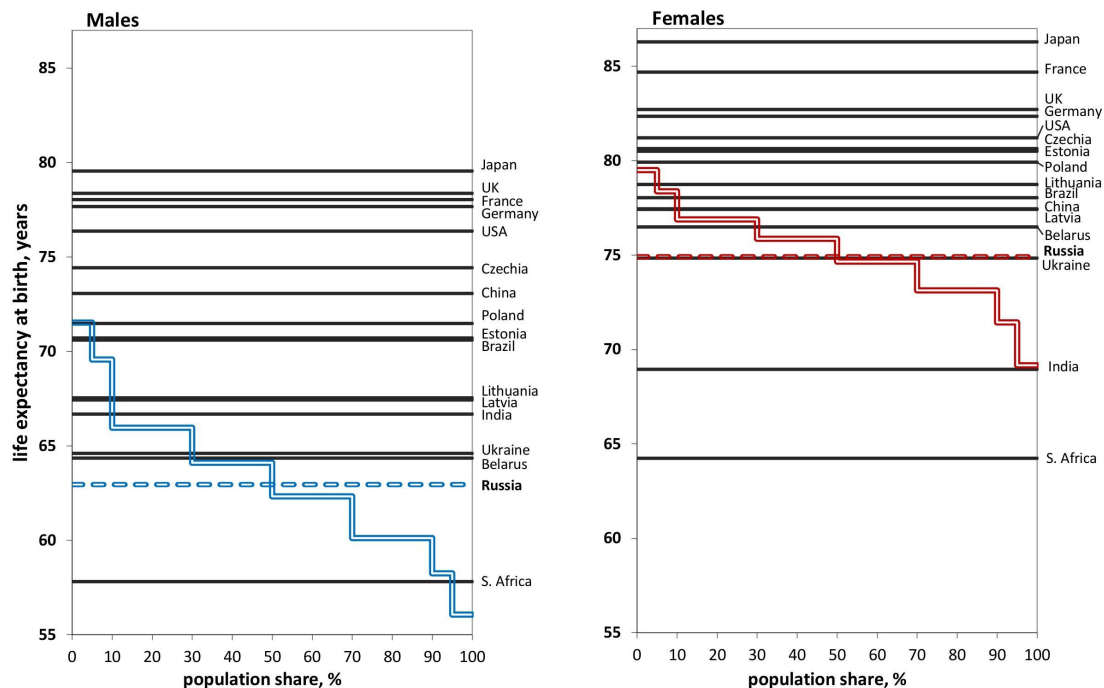 Males
life expectancy at birth, years
85
80
75
70
65
60
55
Japan
UK
France
Germany
USA
Czechia
China
Poland
Estonia
Brazil
Lithuania
Latvia
India
Ukraine
Belarus
Russia
S. Africa
0 10 20 30 40 50 60 70 80 90 100
population share, %
Females
85
80
75
70
65
60
55
Japan
France
UK
Germany
USA
Czechia
Estonia
Poland
Lithuania
Brazil
China
Latvia
Belarus
Russia
Ukraine
India
S. Africa
0 10 20 30 40 50 60 70 80 90 100
population share, %